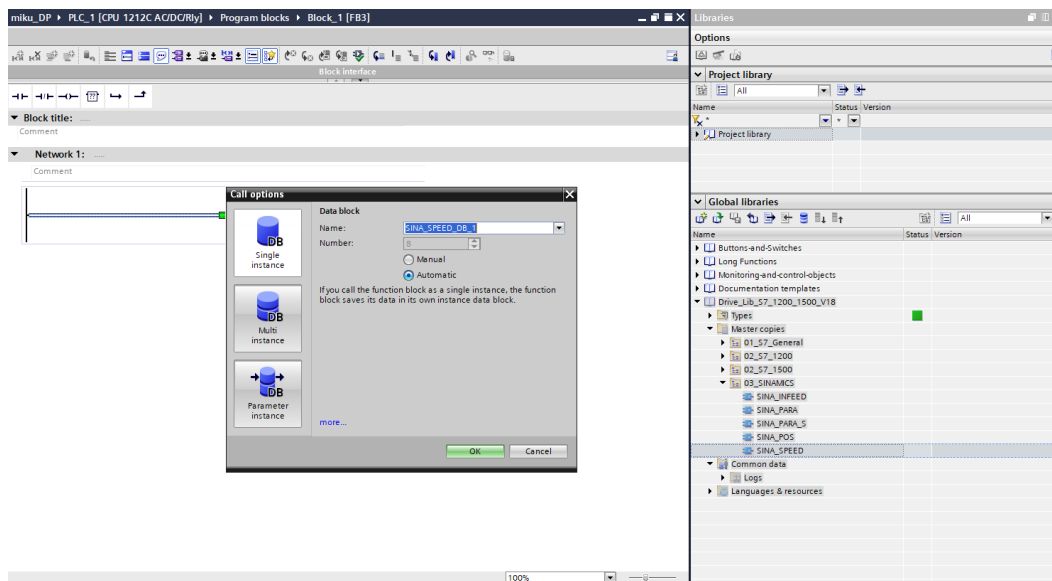 miku_DP ▸ PLC_1 [CPU 1212C AC/DC/Rly] ▸ Program blocks ▸ Block_1 [FB3]
Block interface
Block title: .....
Comment
Network 1: .....
Comment
Call options
Single
instance
Multi
instance
Parameter
instance
DB
DB
DB
Data block
Name: SINA_SPEED_DB_1
Number: 8
Manual
Automatic
If you call the function block as a single instance, the function
block saves its data in its own instance data block.
more...
OK Cancel
100%
Libraries
Options
Project library
All
Name Status Version
Project library
Global libraries
All
Name Status Version
Buttons-and-Switches
Long Functions
Monitoring-and-control-objects
Documentation templates
Drive_Lib_S7_1200_1500_V18
Types
Master copies
01_S7_General
02_S7_1200
02_S7_1500
03_SINAMICS
SINA_INFEED
SINA_PARA
SINA_PARA_S
SINA_POS
SINA_SPEED
Common data
Logs
Languages & resources